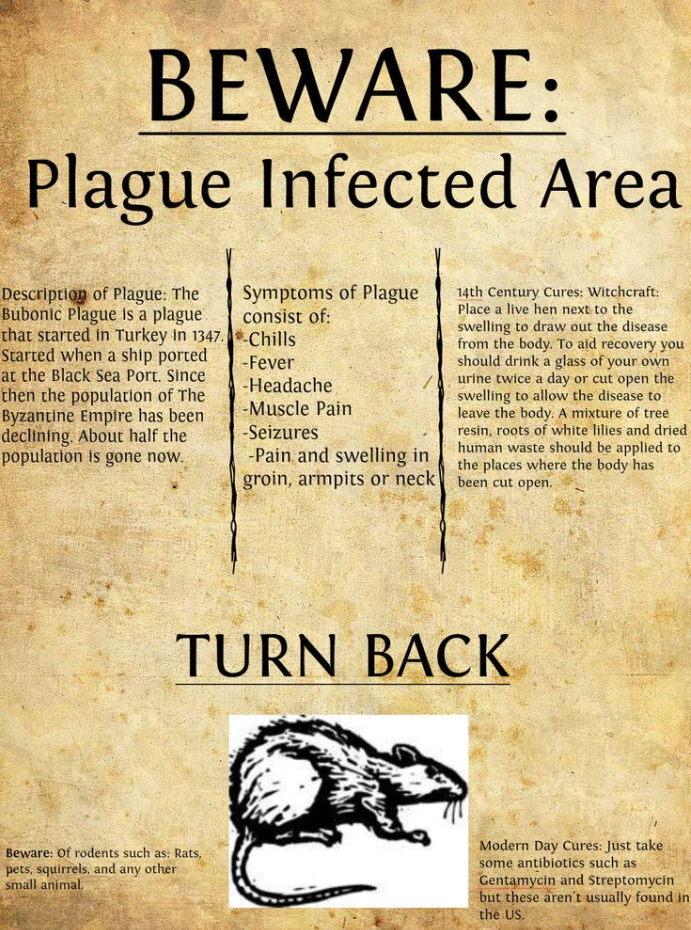 BEWARE:
Plague Infected Area
Description of Plague: The
Bubonic Plague is a plague
that started in Turkey in 1347.
Started when a ship ported
at the Black Sea Port. Since
then the population of The
Byzantine Empire has been
declining. About half the
population is gone now.
Symptoms of Plague
consist of:
-Chills
-Fever
-Headache
-Muscle Pain
-Seizures
-Pain and swelling in
groin, armpits or neck
14th Century Cures: Witchcraft:
Place a live hen next to the
swelling to draw out the disease
from the body. To aid recovery you
should drink a glass of your own
urine twice a day or cut open the
swelling to allow the disease to
leave the body. A mixture of tree
resin, roots of white lilies and dried
human waste should be applied to
the places where the body has
been cut open.
TURN BACK
Beware: Of rodents such as: Rats,
pets, squirrels, and any other
small animal.
Modern Day Cures: Just take
some antibiotics such as
Gentamycin and Streptomycin
but these aren't usually found in
the US.